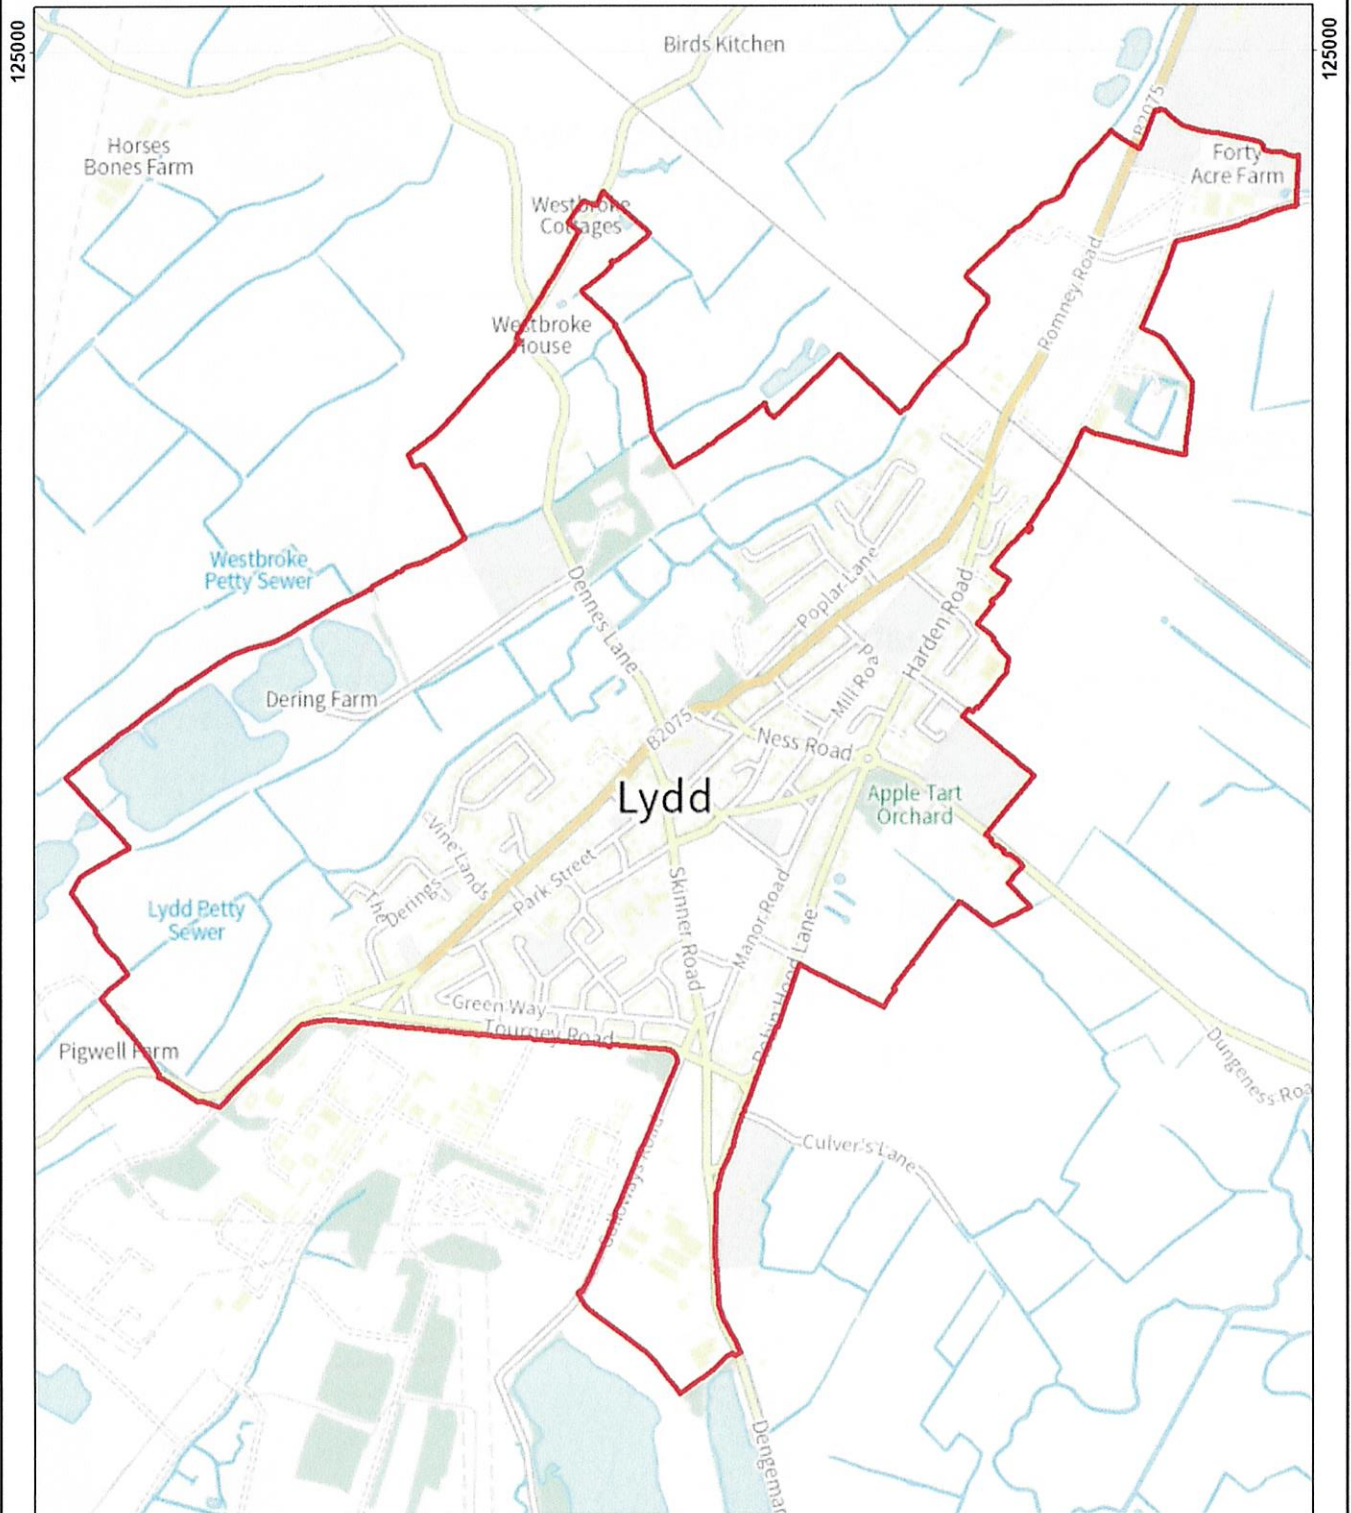 125000
125000
Birds Kitchen
B2075
Horses
Bones Farm
Forty
Acre Farm
Westbroke
Cottages
Romney Road
Westbroke
House
Westbroke
Petty Sewer
Dennes Lane
Poplar Lane
Harden Road
Mill Roa
Dering Farm
B2075
Ness Road
Lydd
Apple Tart
Orchard
Vine Lands
Park Street
The
Derings
Skinner Road
Manor Road
Lydd Petty
Sewer
Robin Hood Lane
Green Way
Tourney Road
Pigwell Farm
Dungeness Roa
Culver's Lane
Galloways Road
Dengemar